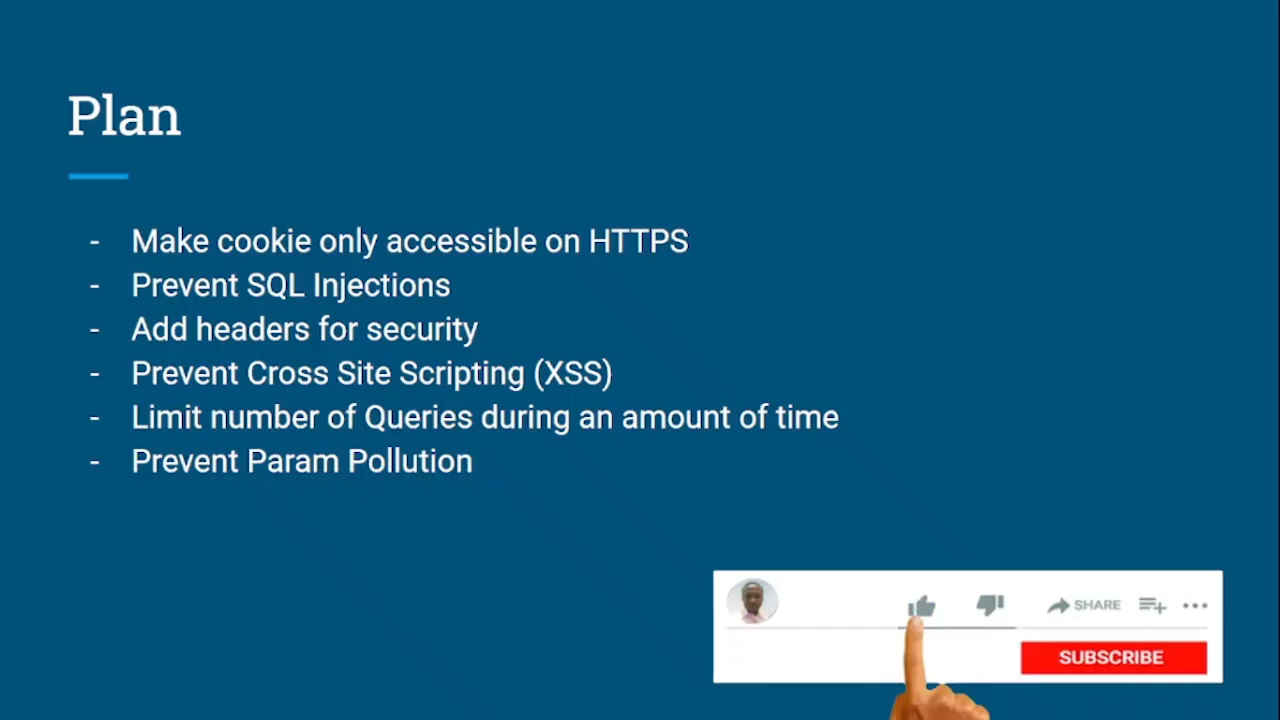 Plan
- Make cookie only accessible on HTTPS
- Prevent SQL Injections
- Add headers for security
- Prevent Cross Site Scripting (XSS)
- Limit number of Queries during an amount of time
- Prevent Param Pollution
SHARE
SUBSCRIBE